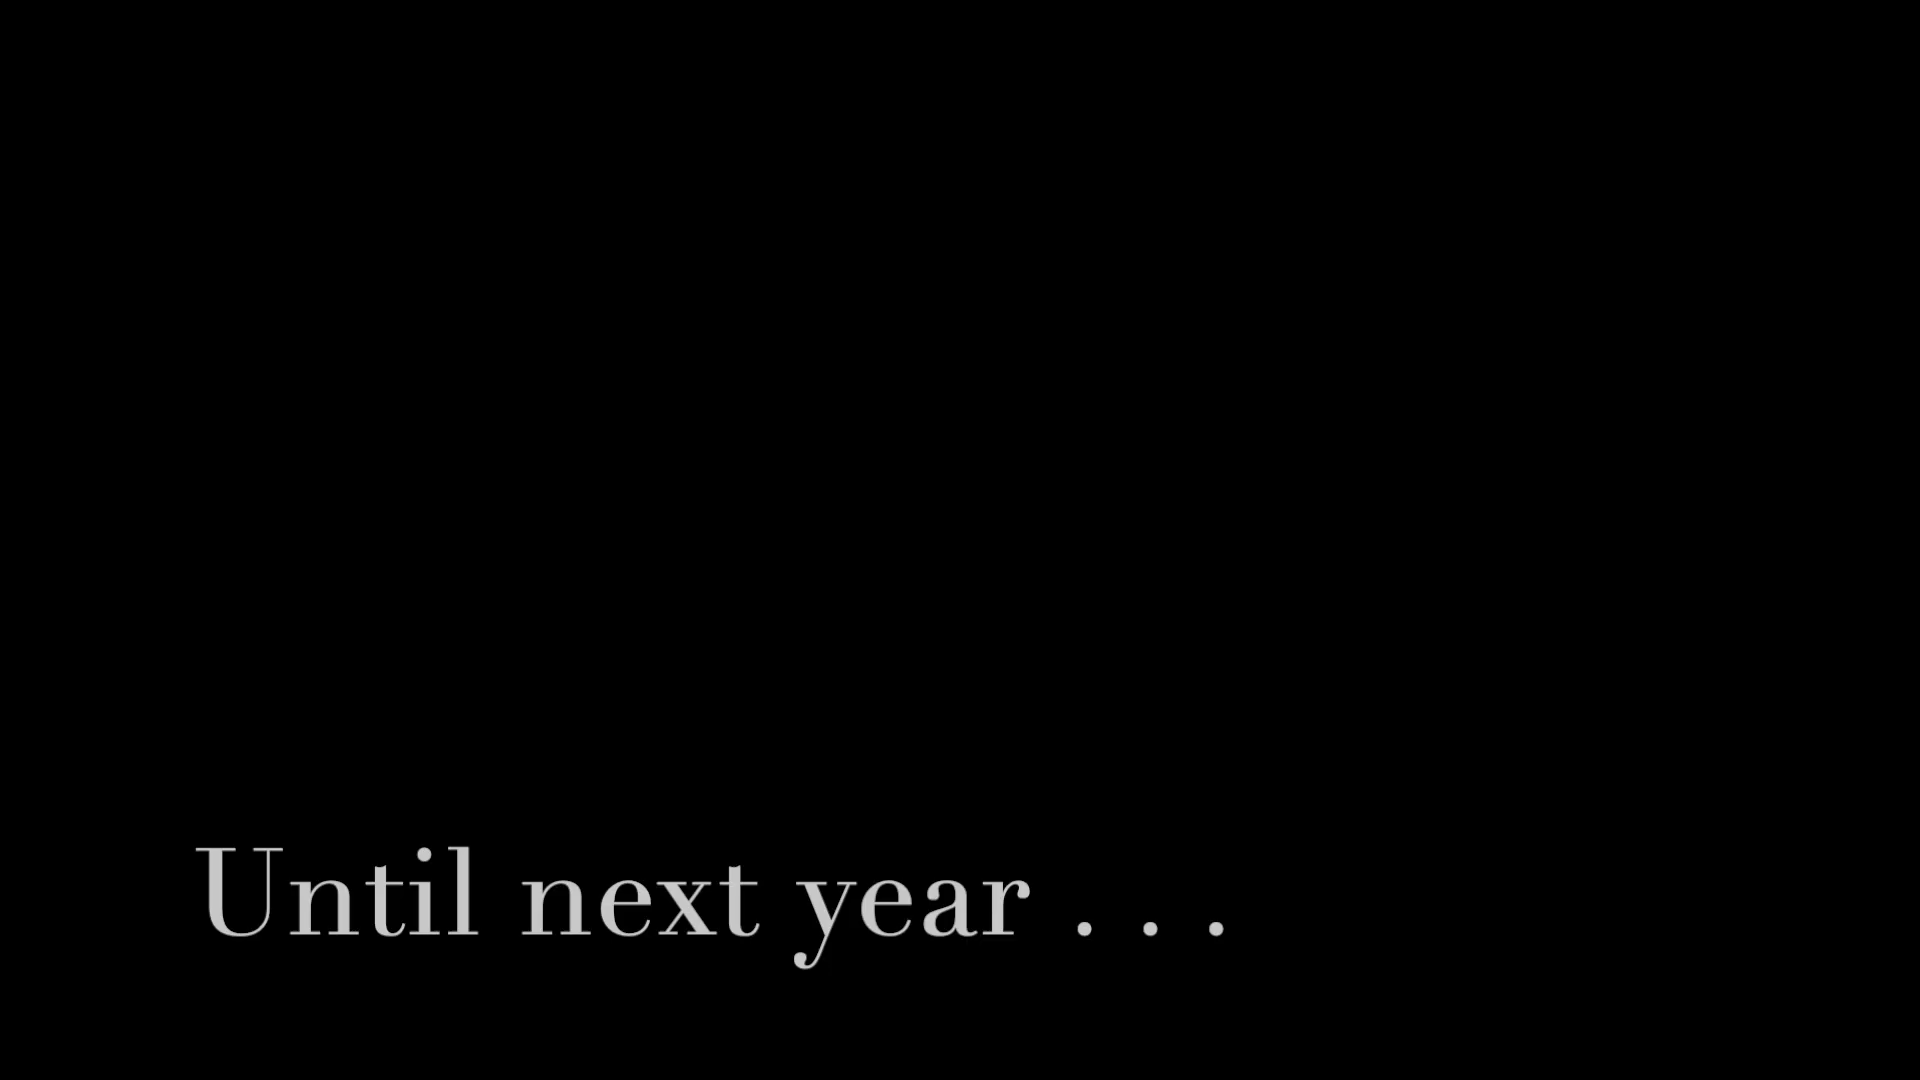 Until next year . . .